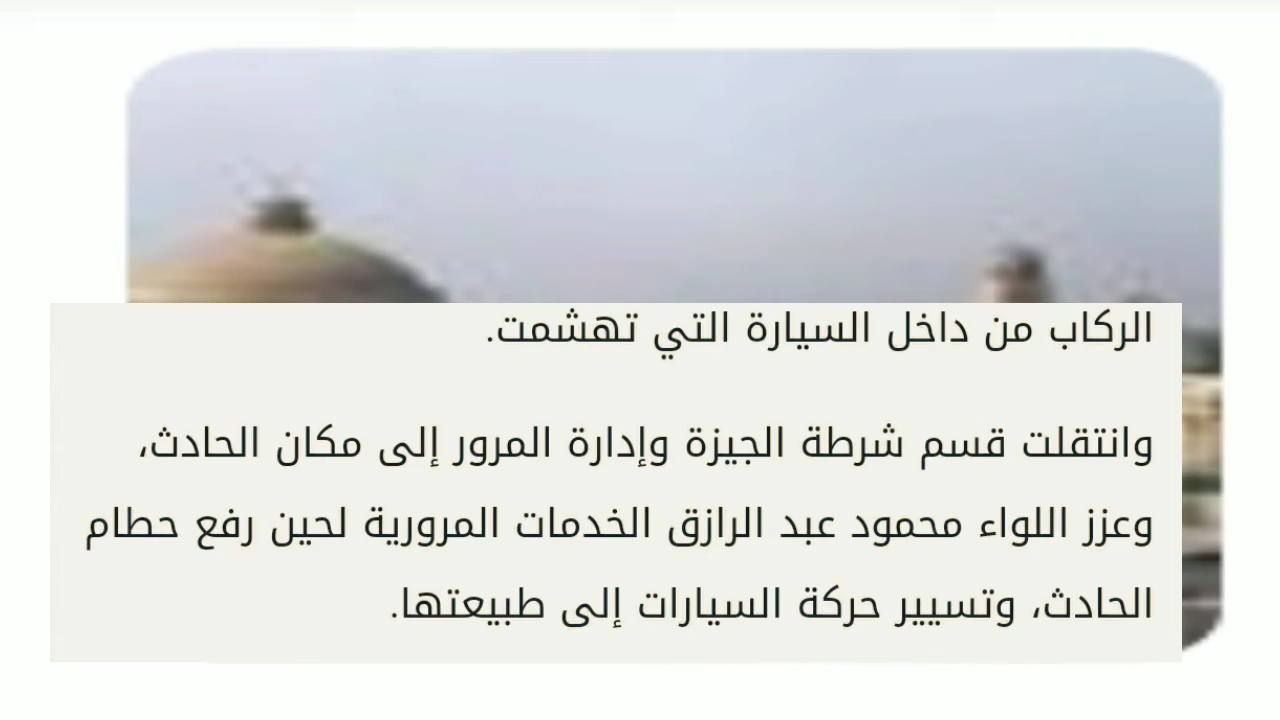 الركاب من داخل السيارة التي تهشمت.
وانتقلت قسم شرطة الجيزة وإدارة المرور إلى مكان الحادث،
وعزز اللواء محمود عبد الرازق الخدمات المرورية لحين رفع حطام
الحادث، وتسيير حركة السيارات إلى طبيعتها.